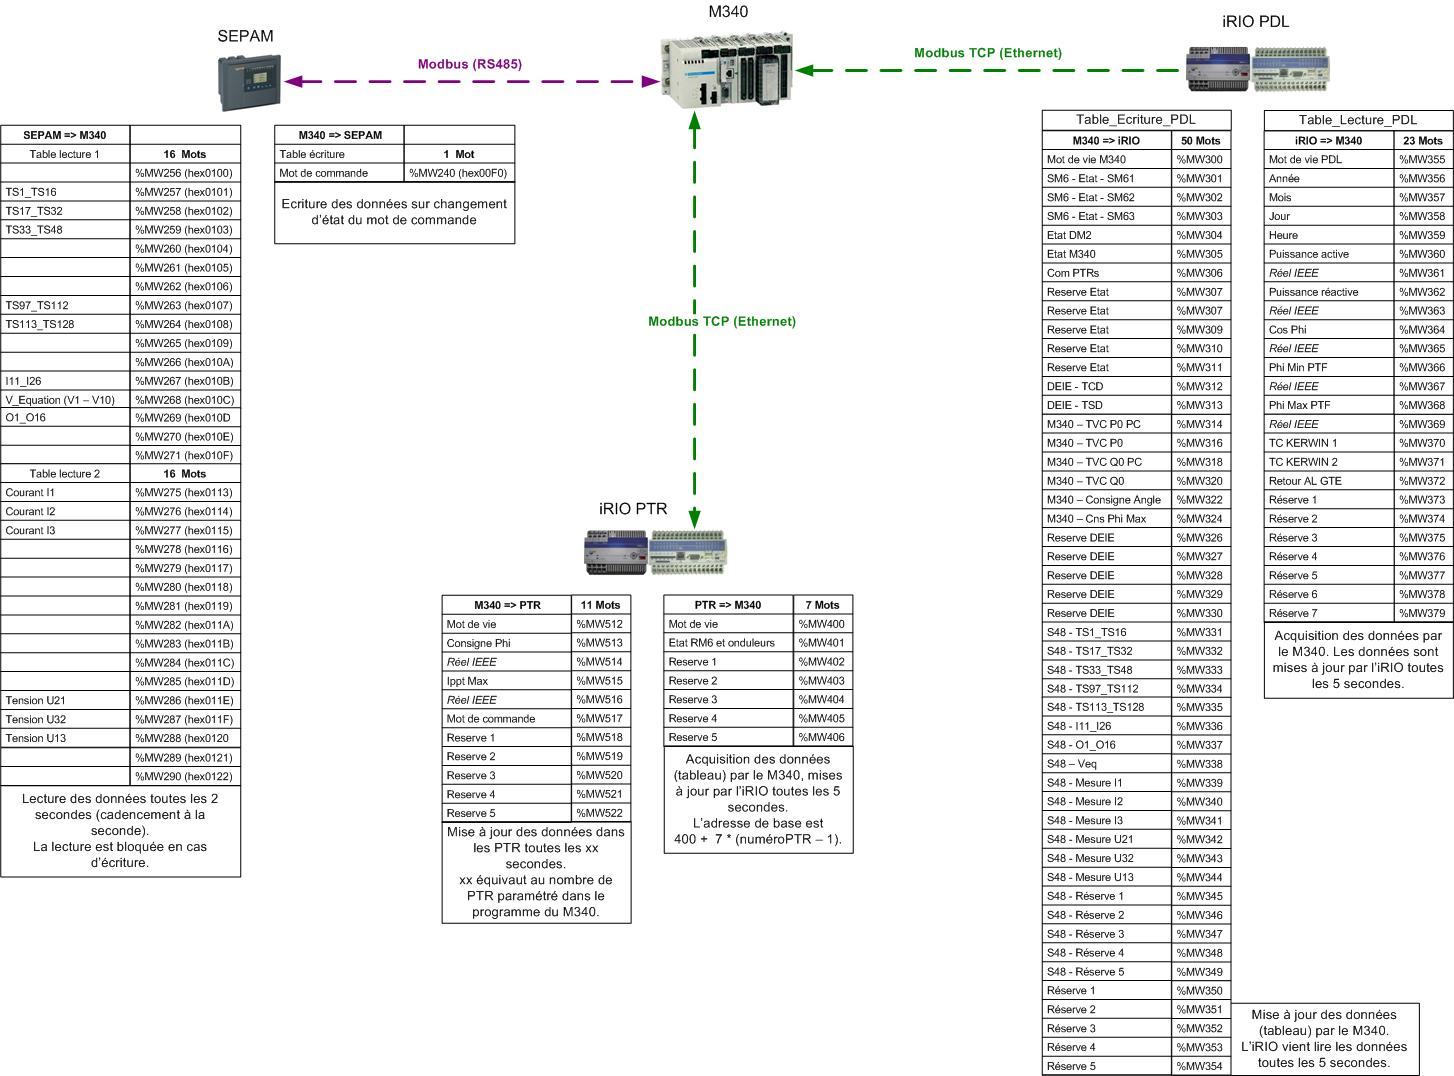 M340
SEPAM
iRIO PDL
Modbus (RS485)
Modbus TCP (Ethernet)
Modbus TCP (Ethernet)
iRIO PTR
SEPAM => M340
Table lecture 1 16 Mots
%MW256 (hex0100)
TS1_TS16 %MW257 (hex0101)
TS17_TS32 %MW258 (hex0102)
TS33_TS48 %MW259 (hex0103)
%MW260 (hex0104)
%MW261 (hex0105)
%MW262 (hex0106)
TS97_TS112 %MW263 (hex0107)
TS113_TS128 %MW264 (hex0108)
%MW265 (hex0109)
%MW266 (hex010A)
I11_I26 %MW267 (hex010B)
V_Equation (V1 – V10) %MW268 (hex010C)
O1_O16 %MW269 (hex010D
%MW270 (hex010E)
%MW271 (hex010F)
Table lecture 2 16 Mots
Courant I1 %MW275 (hex0113)
Courant I2 %MW276 (hex0114)
Courant I3 %MW277 (hex0115)
%MW278 (hex0116)
%MW279 (hex0117)
%MW280 (hex0118)
%MW281 (hex0119)
%MW282 (hex011A)
%MW283 (hex011B)
%MW284 (hex011C)
%MW285 (hex011D)
Tension U21 %MW286 (hex011E)
Tension U32 %MW287 (hex011F)
Tension U13 %MW288 (hex0120
%MW289 (hex0121)
%MW290 (hex0122)
Lecture des données toutes les 2
secondes (cadencement à la
seconde).
La lecture est bloquée en cas
d'écriture.
M340 => SEPAM
Table écriture 1 Mot
Mot de commande %MW240 (hex00F0)
Ecriture des données sur changement
d'état du mot de commande
M340 => PTR 11 Mots
Mot de vie %MW512
Consigne Phi %MW513
Réel IEEE %MW514
Ippt Max %MW515
Réel IEEE %MW516
Mot de commande %MW517
Reserve 1 %MW518
Reserve 2 %MW519
Reserve 3 %MW520
Reserve 4 %MW521
Reserve 5 %MW522
Mise à jour des données dans
les PTR toutes les xx
secondes.
xx équivaut au nombre de
PTR paramétré dans le
programme du M340.
PTR => M340 7 Mots
Mot de vie %MW400
Etat RM6 et onduleurs %MW401
Reserve 1 %MW402
Reserve 2 %MW403
Reserve 3 %MW404
Reserve 4 %MW405
Reserve 5 %MW406
Acquisition des données
(tableau) par le M340, mises
à jour par l'iRIO toutes les 5
secondes.
L'adresse de base est
400 + 7 * (numéroPTR – 1).
Table_Ecriture_PDL
M340 => iRIO 50 Mots
Mot de vie M340 %MW300
SM6 - Etat - SM61 %MW301
SM6 - Etat - SM62 %MW302
SM6 - Etat - SM63 %MW303
Etat DM2 %MW304
Etat M340 %MW305
Com PTRs %MW306
Reserve Etat %MW307
Reserve Etat %MW307
Reserve Etat %MW309
Reserve Etat %MW310
Reserve Etat %MW311
DEIE - TCD %MW312
DEIE - TSD %MW313
M340 – TVC P0 PC %MW314
M340 – TVC P0 %MW316
M340 – TVC Q0 PC %MW318
M340 – TVC Q0 %MW320
M340 – Consigne Angle %MW322
M340 – Cns Phi Max %MW324
Reserve DEIE %MW326
Reserve DEIE %MW327
Reserve DEIE %MW328
Reserve DEIE %MW329
Reserve DEIE %MW330
S48 - TS1_TS16 %MW331
S48 - TS17_TS32 %MW332
S48 - TS33_TS48 %MW333
S48 - TS97_TS112 %MW334
S48 - TS113_TS128 %MW335
S48 - I11_I26 %MW336
S48 - O1_O16 %MW337
S48 – Veq %MW338
S48 - Mesure I1 %MW339
S48 - Mesure I2 %MW340
S48 - Mesure I3 %MW341
S48 - Mesure U21 %MW342
S48 - Mesure U32 %MW343
S48 - Mesure U13 %MW344
S48 - Réserve 1 %MW345
S48 - Réserve 2 %MW346
S48 - Réserve 3 %MW347
S48 - Réserve 4 %MW348
S48 - Réserve 5 %MW349
Réserve 1 %MW350
Réserve 2 %MW351
Réserve 3 %MW352
Réserve 4 %MW353
Réserve 5 %MW354
Mise à jour des données
(tableau) par le M340.
L'iRIO vient lire les données
toutes les 5 secondes.
Table_Lecture_PDL
iRIO => M340 23 Mots
Mot de vie PDL %MW355
Année %MW356
Mois %MW357
Jour %MW358
Heure %MW359
Puissance active %MW360
Réel IEEE %MW361
Puissance réactive %MW362
Réel IEEE %MW363
Cos Phi %MW364
Réel IEEE %MW365
Phi Min PTF %MW366
Réel IEEE %MW367
Phi Max PTF %MW368
Réel IEEE %MW369
TC KERWIN 1 %MW370
TC KERWIN 2 %MW371
Retour AL GTE %MW372
Réserve 1 %MW373
Réserve 2 %MW374
Réserve 3 %MW375
Réserve 4 %MW376
Réserve 5 %MW377
Réserve 6 %MW378
Réserve 7 %MW379
Acquisition des données par
le M340. Les données sont
mises à jour par l'iRIO toutes
les 5 secondes.